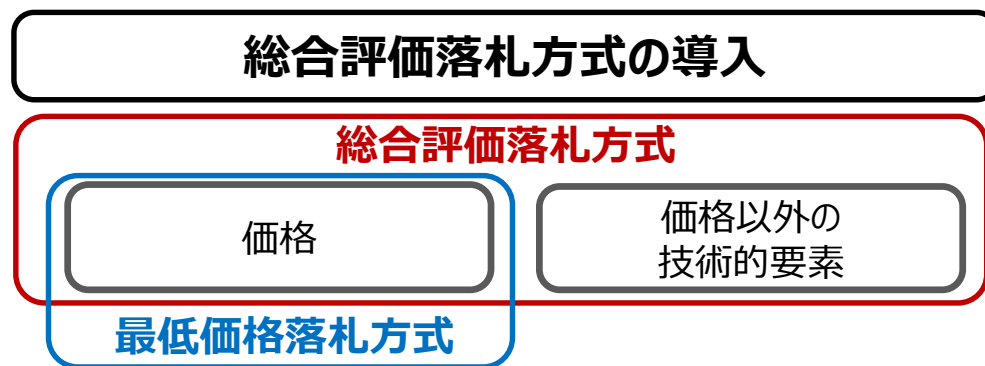 総合評価落札方式の導入
総合評価落札方式
価格
価格以外の
技術的要素
最低価格落札方式